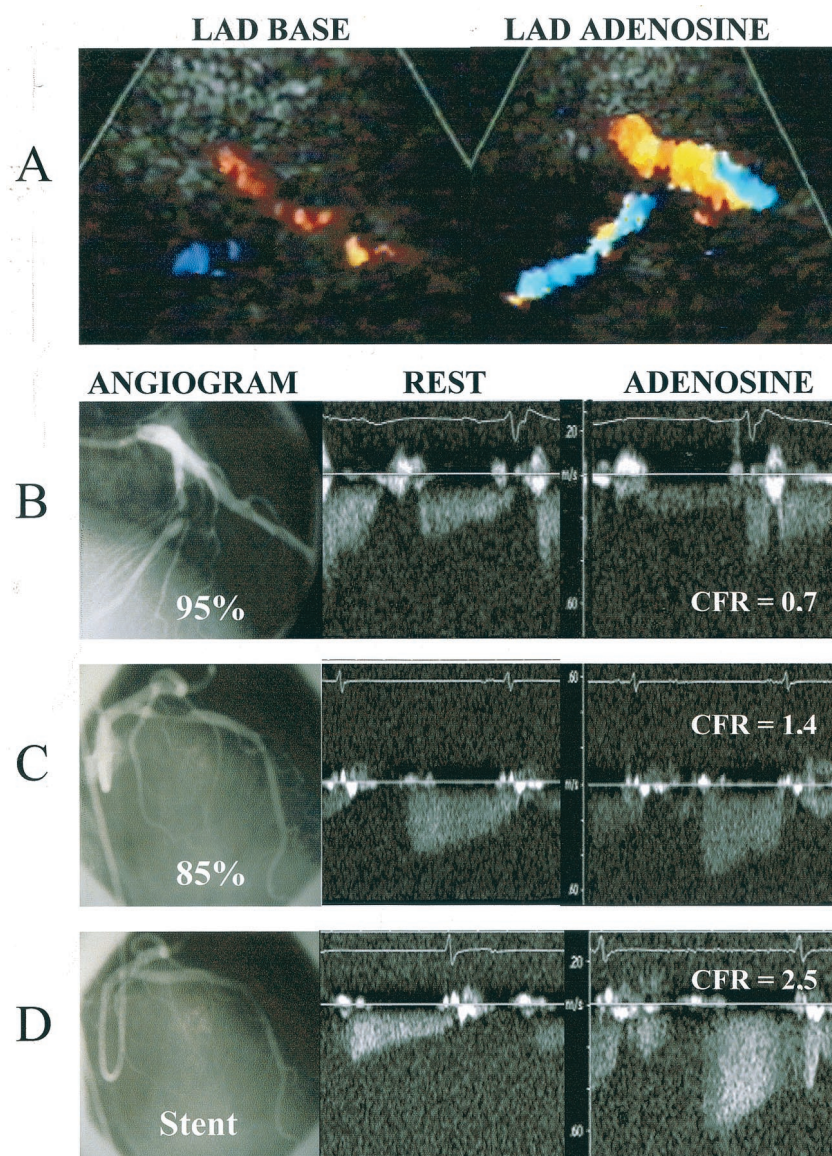 LAD BASE LAD ADENOSINE
A
ANGIOGRAM REST ADENOSINE
B
95%
.20
m/s
.60
CFR = 0.7
C
85%
.60
m/s
.60
CFR = 1.4
D
Stent
.20
m/s
.60
CFR = 2.5